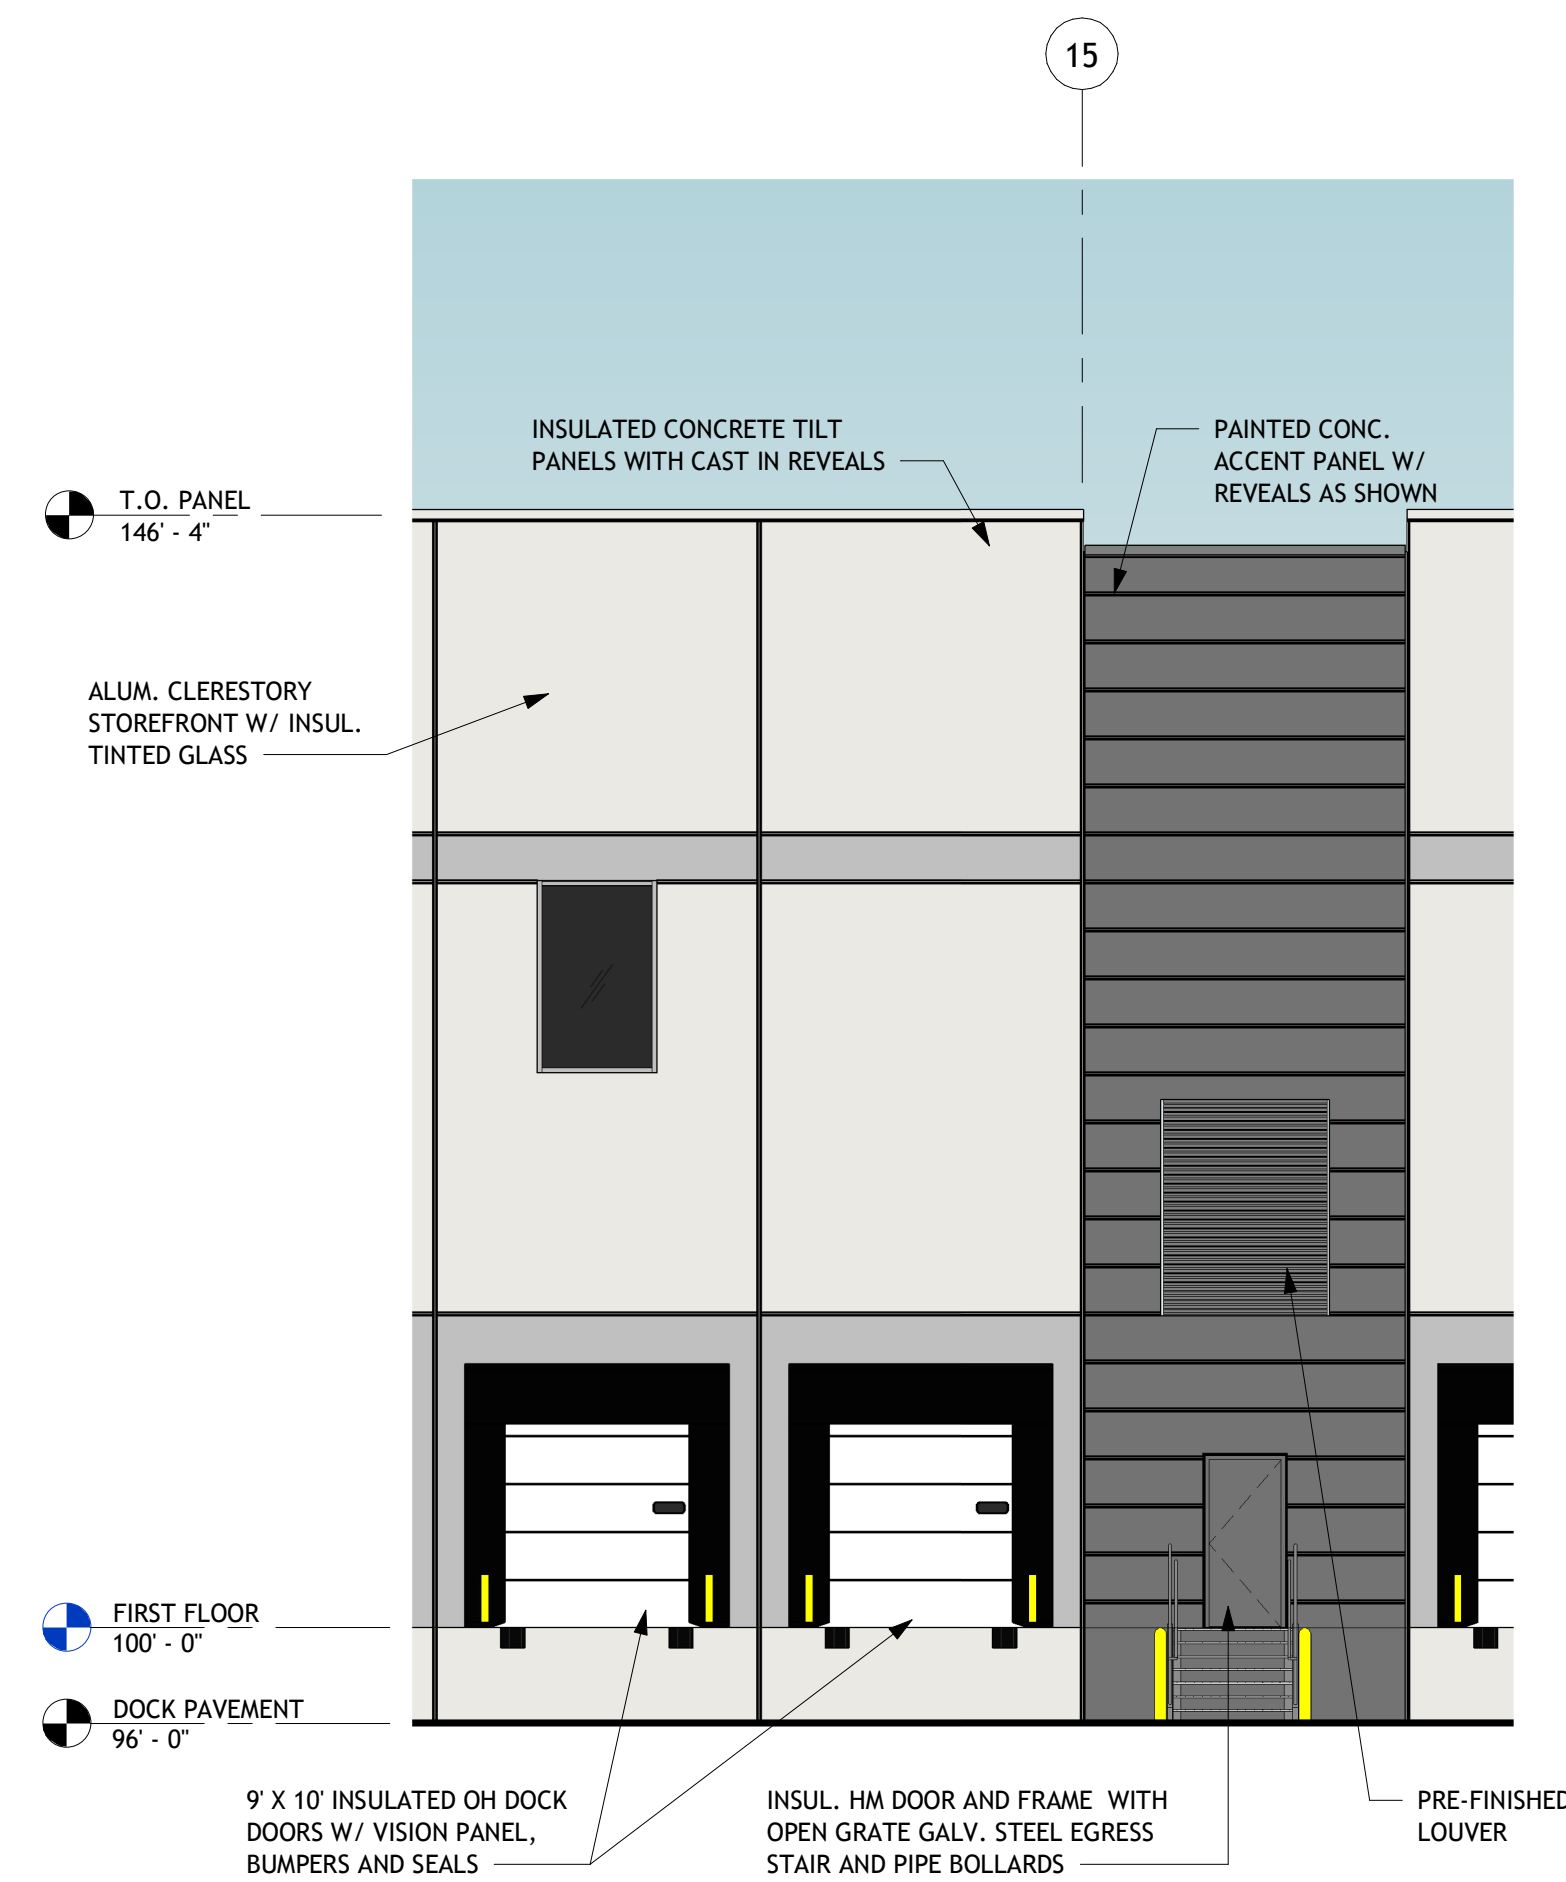 15
INSULATED CONCRETE TILT
PANELS WITH CAST IN REVEALS
PAINTED CONC.
ACCENT PANEL W/
REVEALS AS SHOWN
T.O. PANEL
146' - 4"
ALUM. CLERESTORY
STOREFRONT W/ INSUL.
TINTED GLASS
FIRST FLOOR
100' - 0"
DOCK PAVEMENT
96' - 0"
9' X 10' INSULATED OH DOCK
DOORS W/ VISION PANEL,
BUMPERS AND SEALS
INSUL. HM DOOR AND FRAME WITH
OPEN GRATE GALV. STEEL EGRESS
STAIR AND PIPE BOLLARDS
PRE-FINISHED
LOUVER